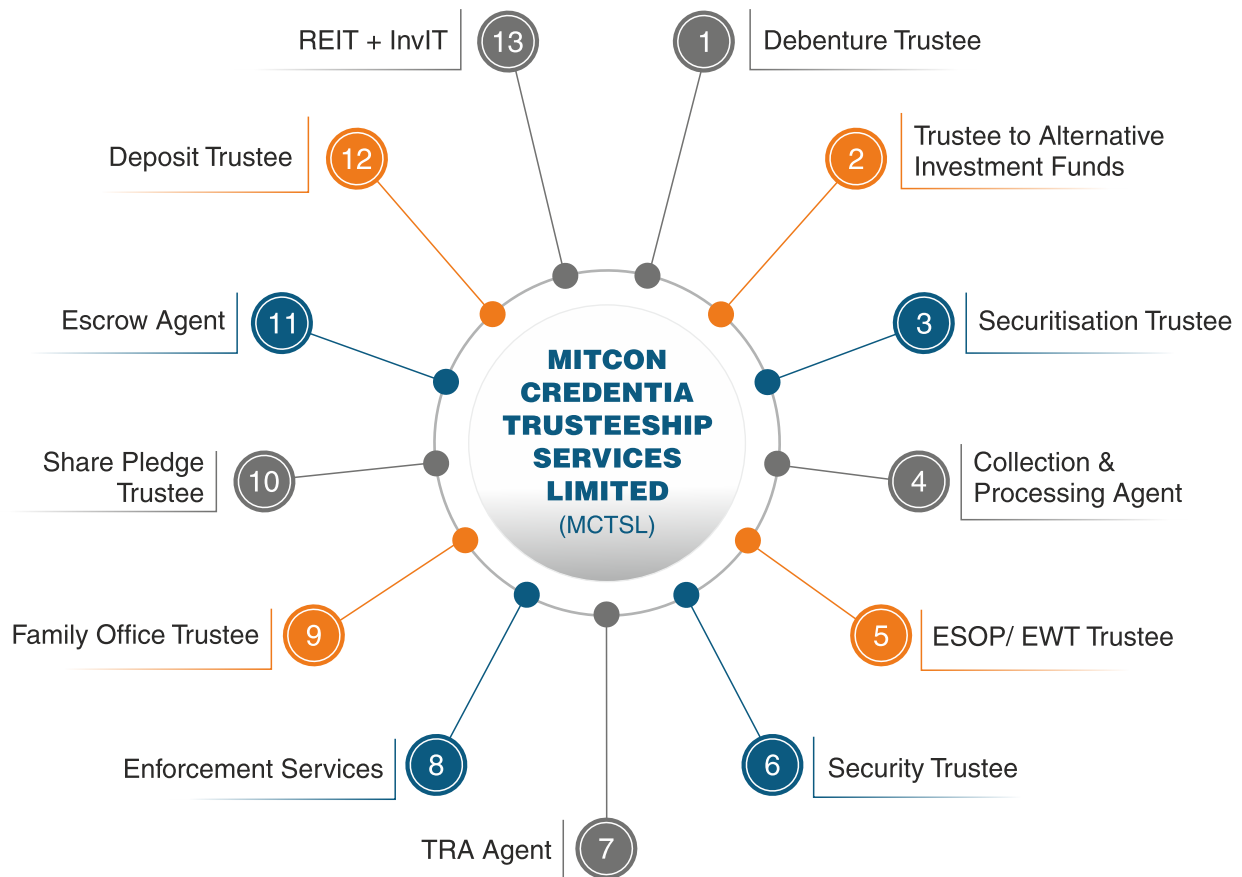 MITCON
CREDENTIA
TRUSTEESHIP
SERVICES
LIMITED
(MCTSL)
1
Debenture Trustee
2
Trustee to Alternative
Investment Funds
3
Securitisation Trustee
4
Collection &
Processing Agent
5
ESOP/ EWT Trustee
6
Security Trustee
7
TRA Agent
8
Enforcement Services
9
Family Office Trustee
10
Share Pledge
Trustee
11
Escrow Agent
12
Deposit Trustee
13
REIT + InvIT